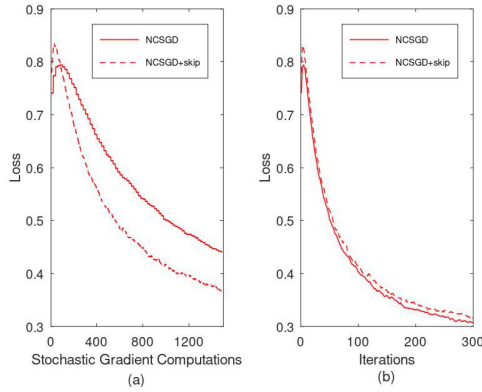 0.9
0.8
0.7
0.6
0.5
0.4
0.3
Loss
NCSGD
NCSGD+skip
0 400 800 1200
Stochastic Gradient Computations
(a)
0.9
0.8
0.7
0.6
0.5
0.4
0.3
Loss
NCSGD
NCSGD+skip
0 100 200 300
Iterations
(b)